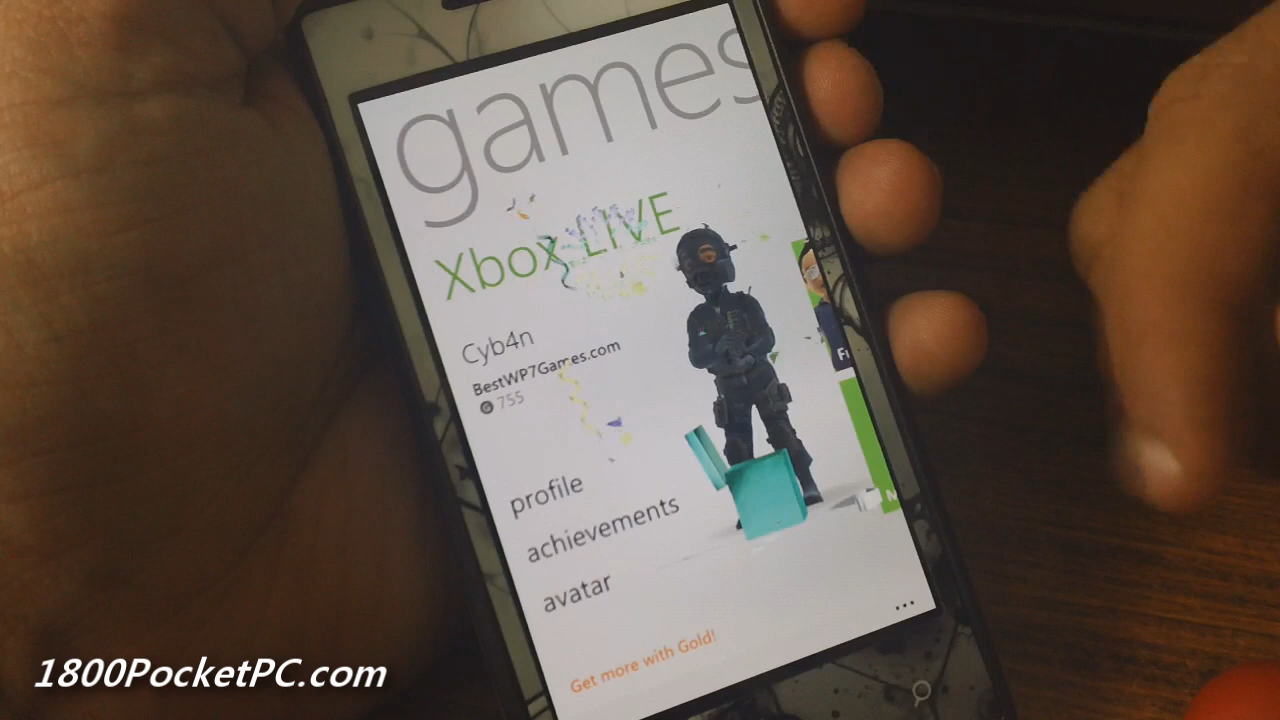 games
Xbox LIVE
Cyb4n
BestWP7Games.com
G 755
profile
achievements
avatar
...
Get more with Gold!
1800PocketPC.com